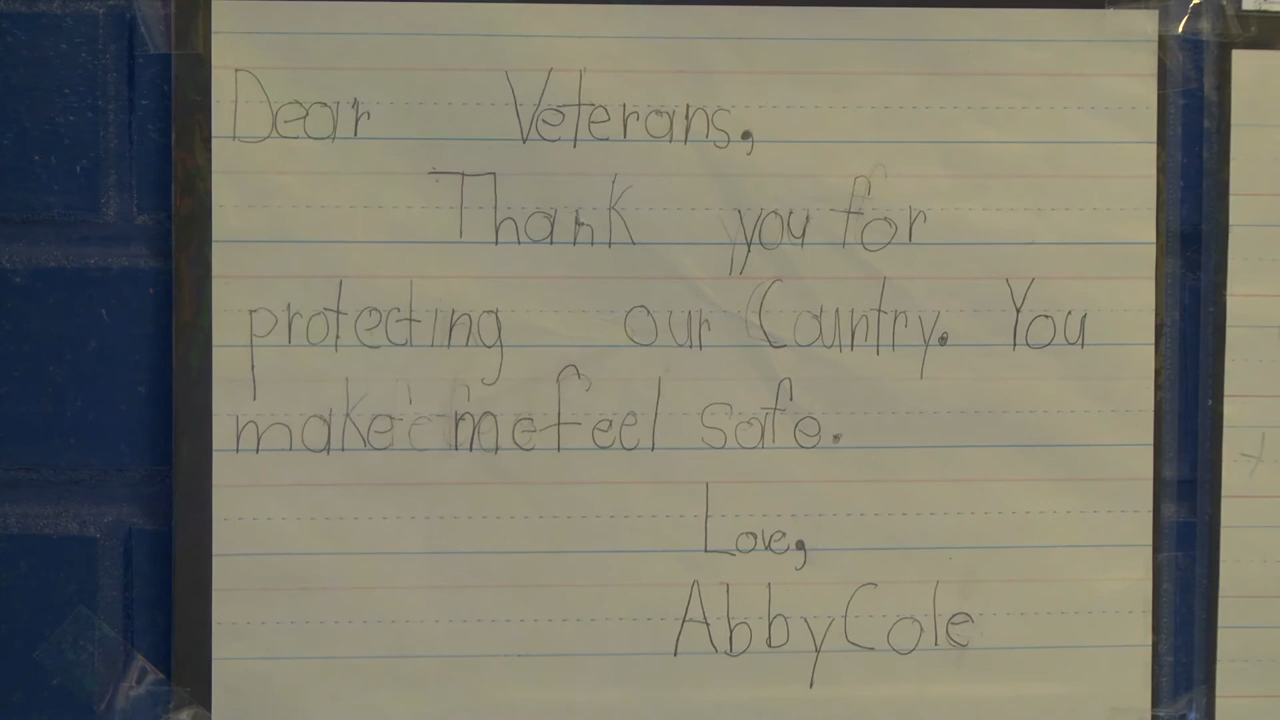 Dear Veterans,
Thank you for
protecting our Country. You
make me feel safe.
Love,
Abby Cole